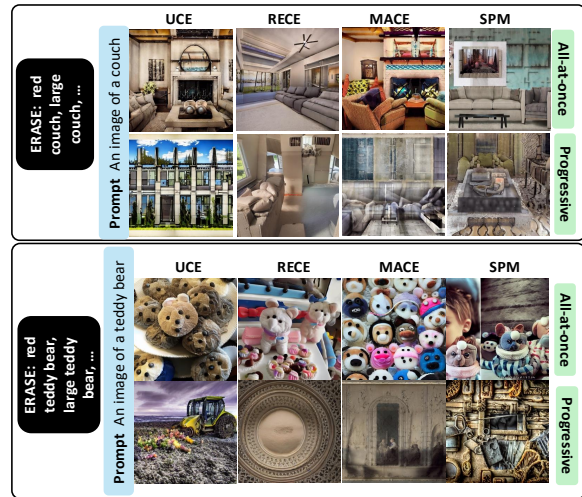 UCE RECE MACE SPM
ERASE: red
couch, large
couch, ...
Prompt An image of a couch
All-at-once
Progressive
UCE RECE MACE SPM
ERASE: red
teddy bear,
large teddy
bear, ...
Prompt An image of a teddy bear
All-at-once
Progressive